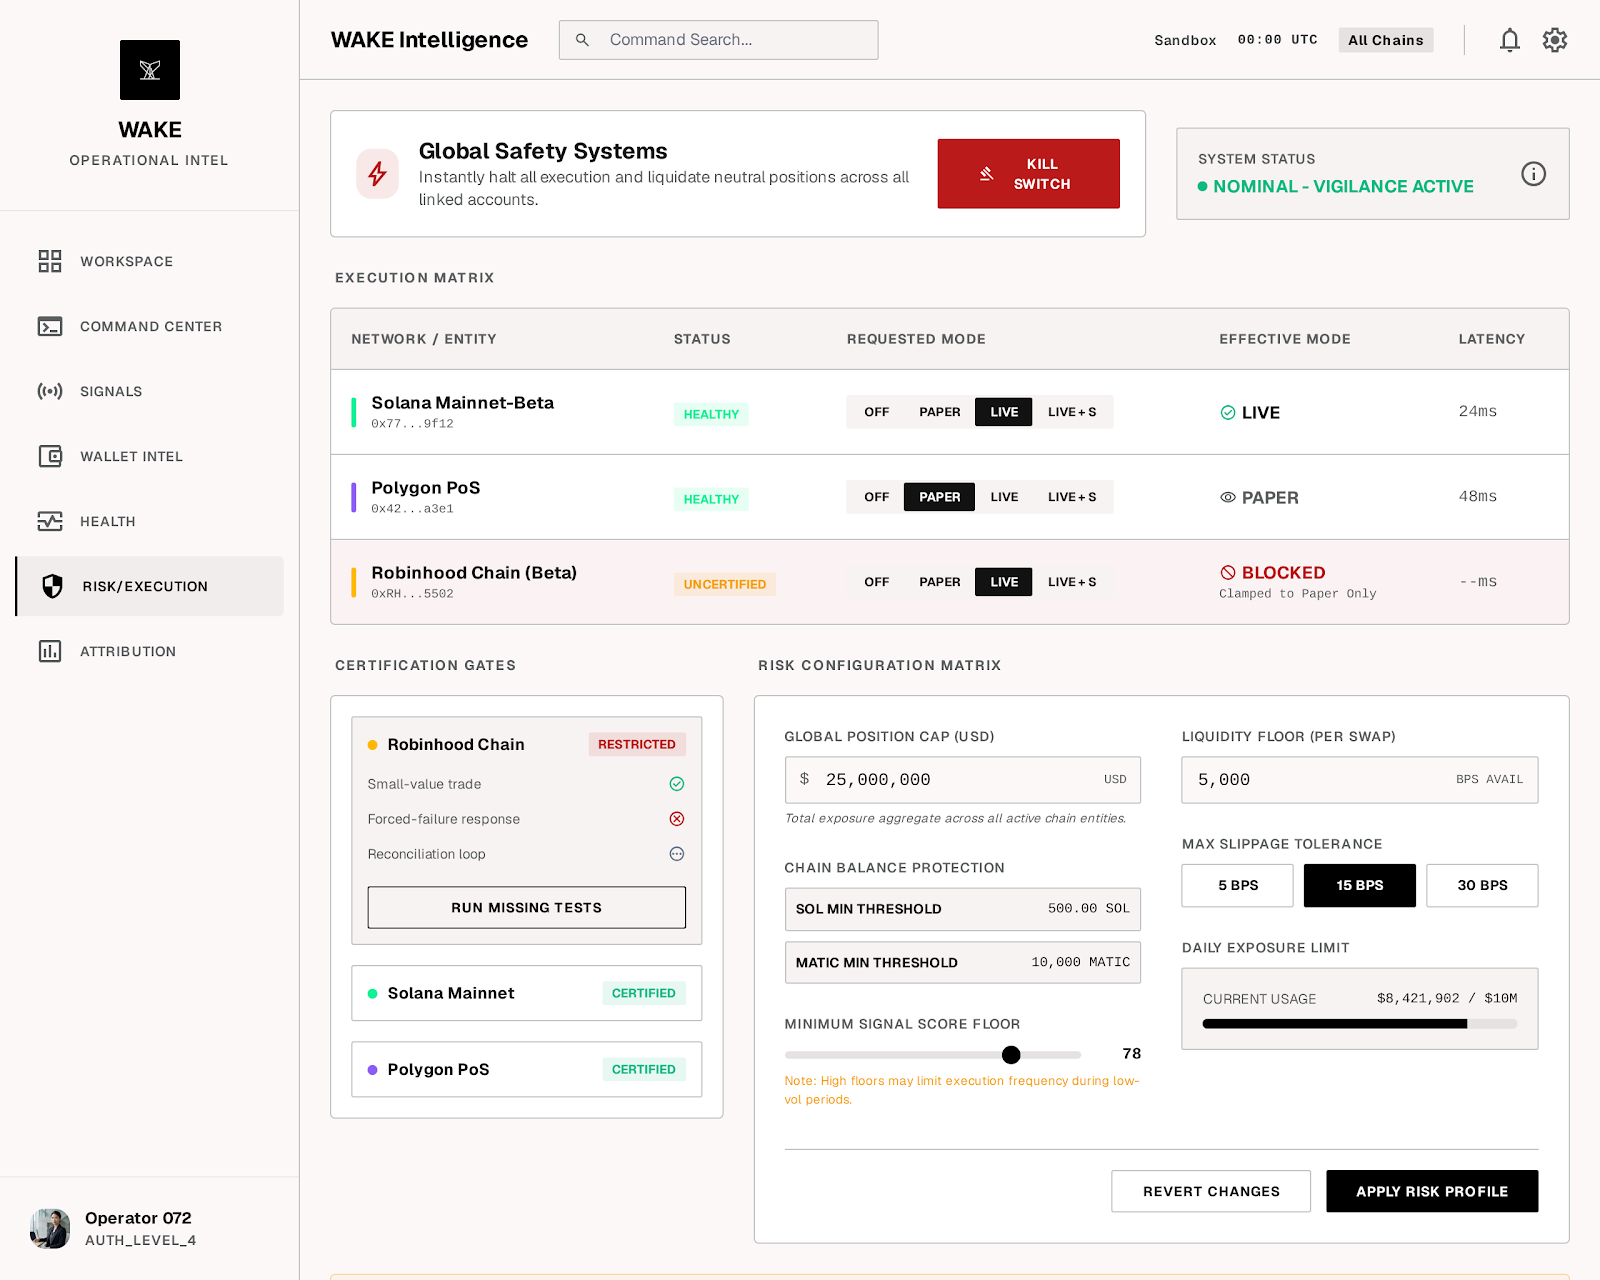 WAKE
OPERATIONAL INTEL
WORKSPACE
COMMAND CENTER
SIGNALS
WALLET INTEL
HEALTH
RISK/EXECUTION
ATTRIBUTION
Operator 072
AUTH_LEVEL_4
WAKE Intelligence
Command Search...
Sandbox
00:00 UTC
All Chains
Global Safety Systems
Instantly halt all execution and liquidate neutral positions across all
linked accounts.
KILL
SWITCH
SYSTEM STATUS
NOMINAL - VIGILANCE ACTIVE
EXECUTION MATRIX
NETWORK / ENTITY STATUS REQUESTED MODE EFFECTIVE MODE LATENCY
Solana Mainnet-Beta
0x77...9f12
HEALTHY
OFF PAPER LIVE LIVE+S
LIVE
24ms
Polygon PoS
0x42...a3e1
HEALTHY
OFF PAPER LIVE LIVE+S
PAPER
48ms
Robinhood Chain (Beta)
0xRH...5502
UNCERTIFIED
OFF PAPER LIVE LIVE+S
BLOCKED
Clamped to Paper Only
--ms
CERTIFICATION GATES
Robinhood Chain RESTRICTED
Small-value trade
Forced-failure response
Reconciliation loop
RUN MISSING TESTS
Solana Mainnet CERTIFIED
Polygon PoS CERTIFIED
RISK CONFIGURATION MATRIX
GLOBAL POSITION CAP (USD)
$ 25,000,000 USD
Total exposure aggregate across all active chain entities.
CHAIN BALANCE PROTECTION
SOL MIN THRESHOLD 500.00 SOL
MATIC MIN THRESHOLD 10,000 MATIC
MINIMUM SIGNAL SCORE FLOOR
78
Note: High floors may limit execution frequency during low-
vol periods.
LIQUIDITY FLOOR (PER SWAP)
5,000 BPS AVAIL
MAX SLIPPAGE TOLERANCE
5 BPS 15 BPS 30 BPS
DAILY EXPOSURE LIMIT
CURRENT USAGE $8,421,902 / $10M
REVERT CHANGES
APPLY RISK PROFILE